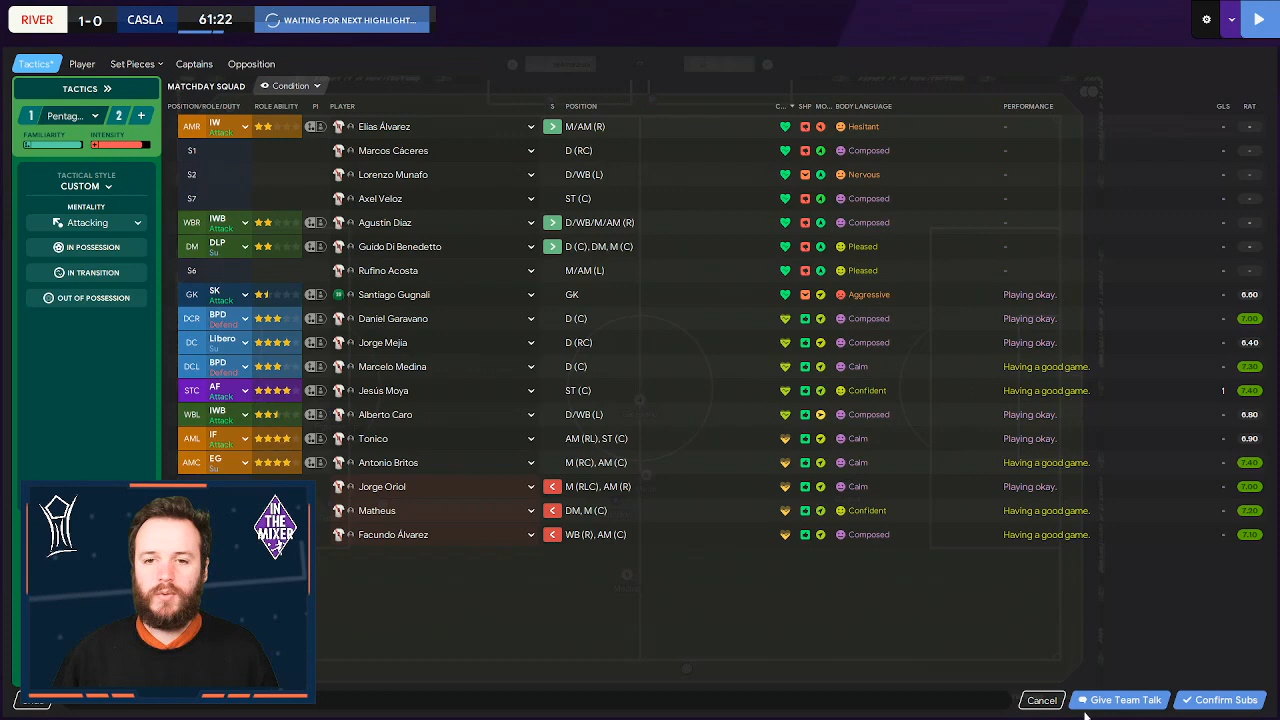 RIVER 1-0 CASLA 61:22 WAITING FOR NEXT HIGHLIGHT...
Tactics* Player Set Pieces Captains Opposition
TACTICS MATCHDAY SQUAD Condition
POSITION/ROLE/DUTY ROLE ABILITY PI PLAYER S POSITION C... SHP MO... BODY LANGUAGE PERFORMANCE GLS RAT
1 Pentag... 2 +
FAMILIARITY INTENSITY
TACTICAL STYLE
CUSTOM
MENTALITY
Attacking
IN POSSESSION
IN TRANSITION
OUT OF POSSESSION
AMR IW Attack Elías Álvarez M/AM (R) Hesitant - - -
S1 Marcos Cáceres D (RC) Composed - - -
S2 Lorenzo Munafo D/WB (L) Nervous - - -
S7 Axel Veloz ST (C) Composed - - -
WBR IWB Attack Agustín Díaz D/WB/M/AM (R) Composed - - -
DM DLP Su Guido Di Benedetto D (C), DM, M (C) Pleased - - -
S6 Rufino Acosta M/AM (L) Pleased - - -
GK SK Attack Santiago Gugnali GK Aggressive Playing okay. - 6.60
DCR BPD Defend Daniel Garavano D (C) Composed Playing okay. - 7.00
DC Libero Su Jorge Mejía D (RC) Composed Playing okay. - 6.40
DCL BPD Defend Marcelo Medina D (C) Calm Having a good game. - 7.30
STC AF Attack Jesús Moya ST (C) Confident Having a good game. 1 7.40
WBL IWB Attack Alberto Caro D/WB (L) Composed Playing okay. - 6.80
AML IF Attack Tonico AM (RL), ST (C) Calm Playing okay. - 6.90
AMC EG Su Antonio Britos M (RC), AM (C) Calm Having a good game. - 7.40
Jorge Oriol M (RLC), AM (R) Calm Playing okay. - 7.00
Matheus DM, M (C) Confident Having a good game. - 7.20
Facundo Álvarez WB (R), AM (C) Composed Having a good game. - 7.10
IN
THE
MIXER
Cancel Give Team Talk Confirm Subs